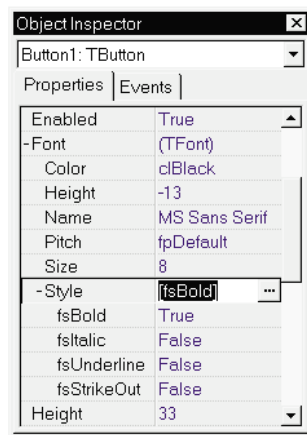 Object Inspector
Button1: TButton
Properties Events
Enabled True
-Font (TFont)
Color clBlack
Height -13
Name MS Sans Serif
Pitch fpDefault
Size 8
-Style [fsBold] ...
fsBold True
fsItalic False
fsUnderline False
fsStrikeOut False
Height 33